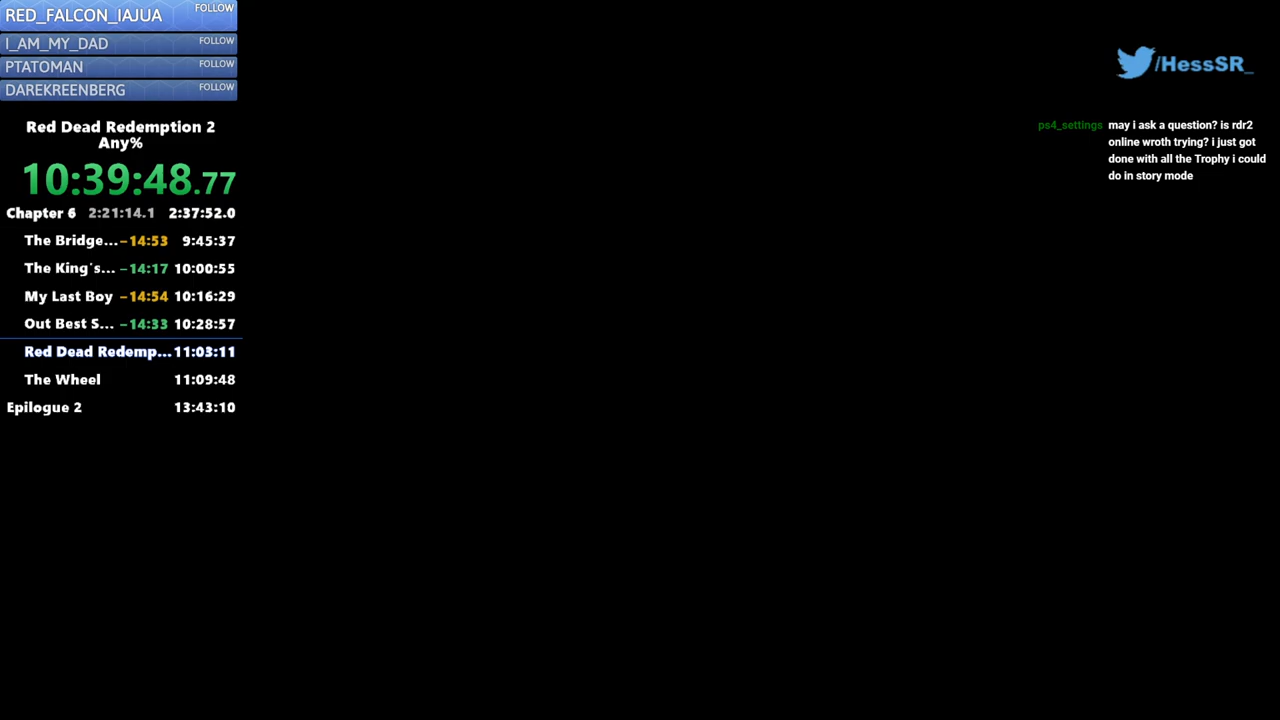 RED_FALCON_IAJUA FOLLOW
I_AM_MY_DAD FOLLOW
PTATOMAN FOLLOW
DAREKREENBERG FOLLOW
Red Dead Redemption 2
Any%
10:39:48.77
Chapter 6 2:21:14.1 2:37:52.0
The Bridge... −14:53 9:45:37
The King's... −14:17 10:00:55
My Last Boy −14:54 10:16:29
Out Best S... −14:33 10:28:57
Red Dead Redemp... 11:03:11
The Wheel 11:09:48
Epilogue 2 13:43:10
/HessSR_
ps4_settings may i ask a question? is rdr2
online wroth trying? i just got
done with all the Trophy i could
do in story mode